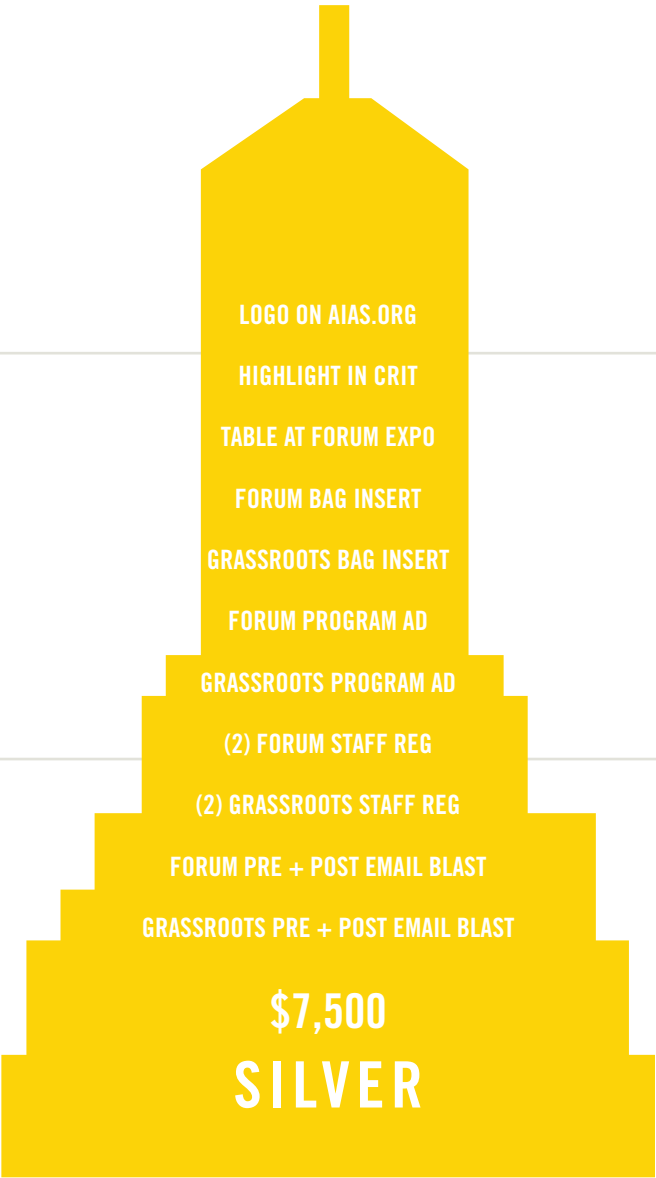 LOGO ON AIAS.ORG
HIGHLIGHT IN CRIT
TABLE AT FORUM EXPO
FORUM BAG INSERT
GRASSROOTS BAG INSERT
FORUM PROGRAM AD
GRASSROOTS PROGRAM AD
(2) FORUM STAFF REG
(2) GRASSROOTS STAFF REG
FORUM PRE + POST EMAIL BLAST
GRASSROOTS PRE + POST EMAIL BLAST
$7,500
SILVER